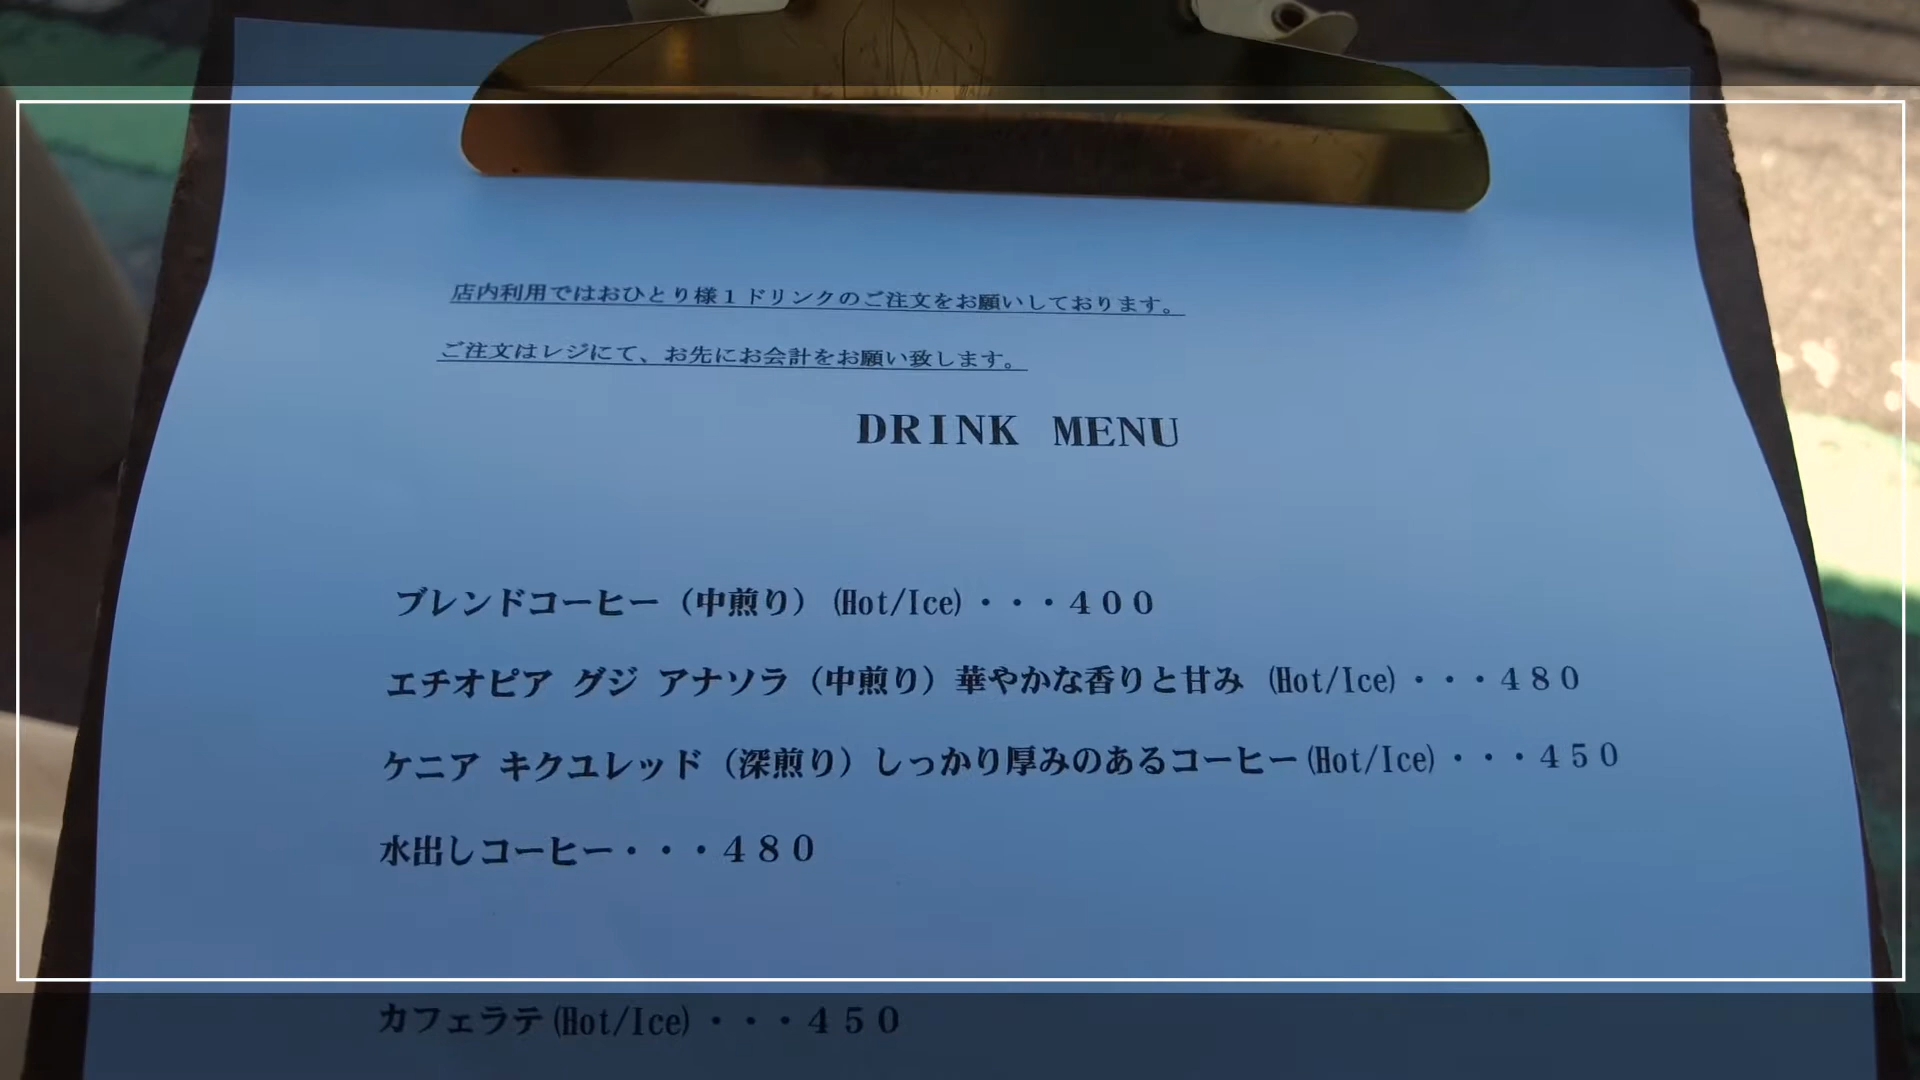 店内利用ではおひとり様１ドリンクのご注文をお願いしております。
ご注文はレジにて、お先にお会計をお願い致します。
DRINK MENU
ブレンドコーヒー（中煎り）(Hot/Ice)・・・４００
エチオピア グジ アナソラ（中煎り）華やかな香りと甘み (Hot/Ice)・・・４８０
ケニア キクユレッド（深煎り）しっかり厚みのあるコーヒー(Hot/Ice)・・・４５０
水出しコーヒー・・・４８０
カフェラテ(Hot/Ice)・・・４５０